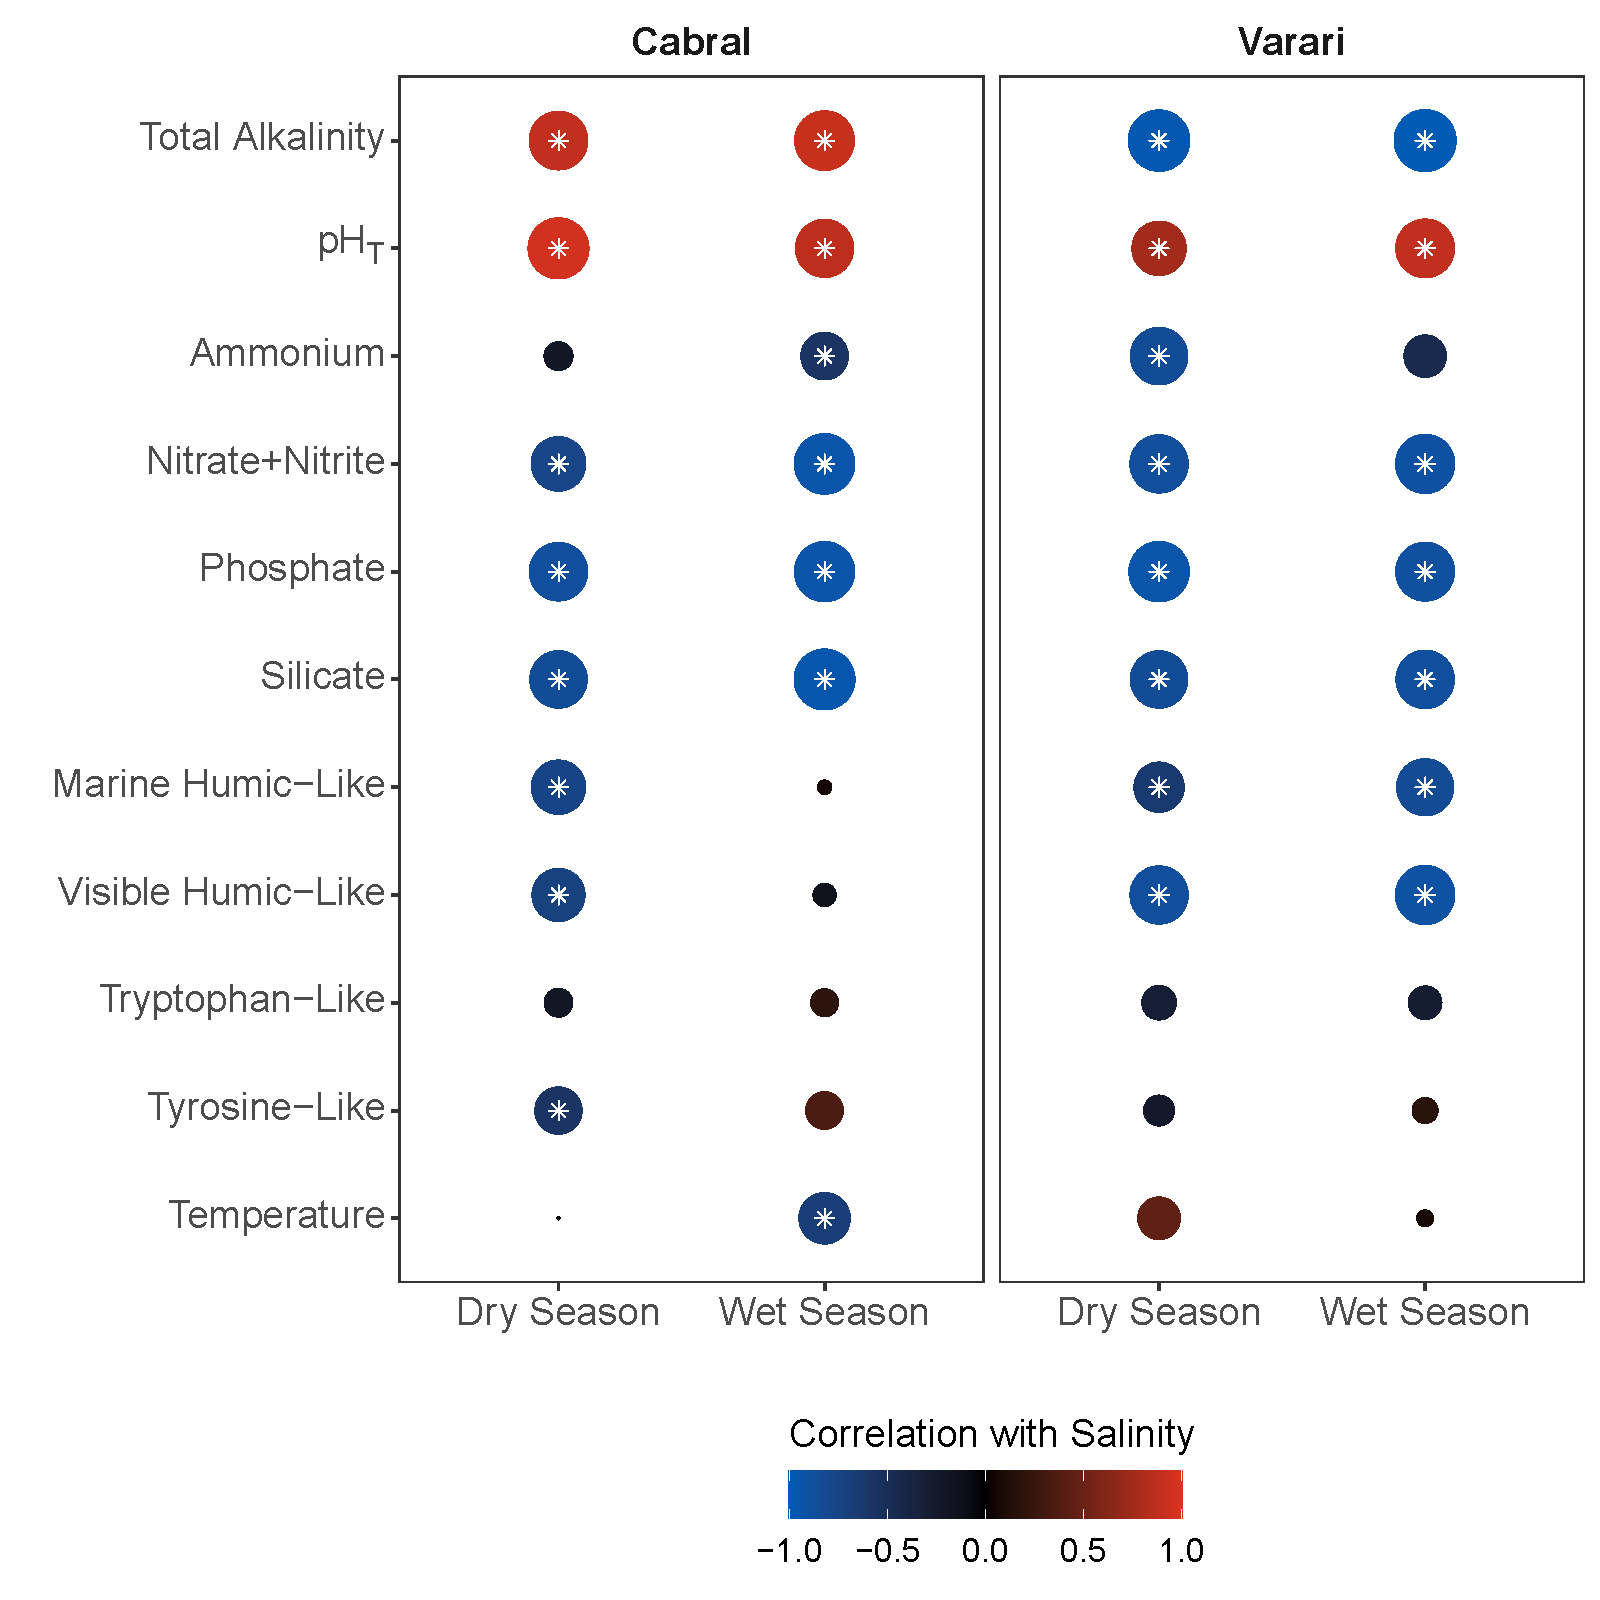 Cabral Varari
Total Alkalinity
pHT
Ammonium
Nitrate+Nitrite
Phosphate
Silicate
Marine Humic−Like
Visible Humic−Like
Tryptophan−Like
Tyrosine−Like
Temperature
Dry Season Wet Season Dry Season Wet Season
Correlation with Salinity
−1.0 −0.5 0.0 0.5 1.0